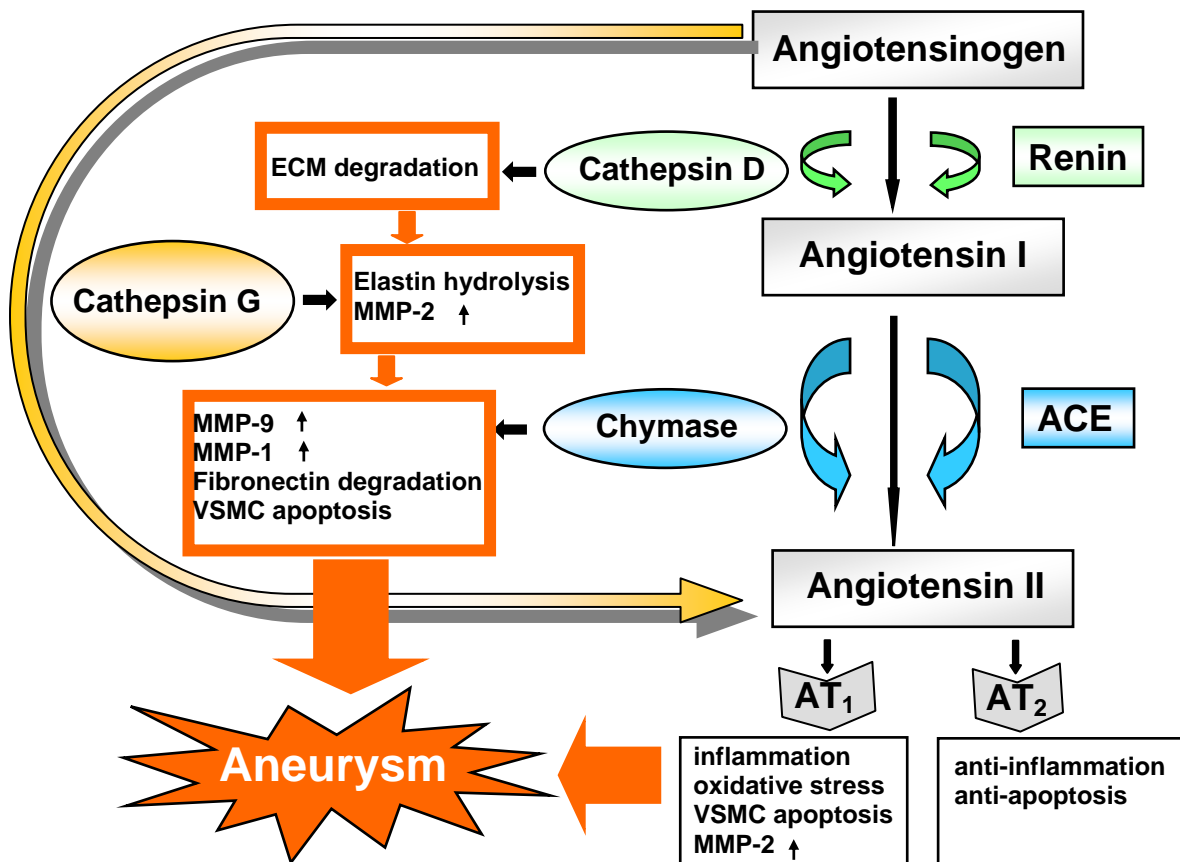 Angiotensinogen
ECM degradation
Cathepsin D
Renin
Angiotensin I
Cathepsin G
Elastin hydrolysis
MMP-2 ↑
MMP-9 ↑
MMP-1 ↑
Fibronectin degradation
VSMC apoptosis
Chymase
ACE
Angiotensin II
AT₁
AT₂
Aneurysm
inflammation
oxidative stress
VSMC apoptosis
MMP-2 ↑
anti-inflammation
anti-apoptosis